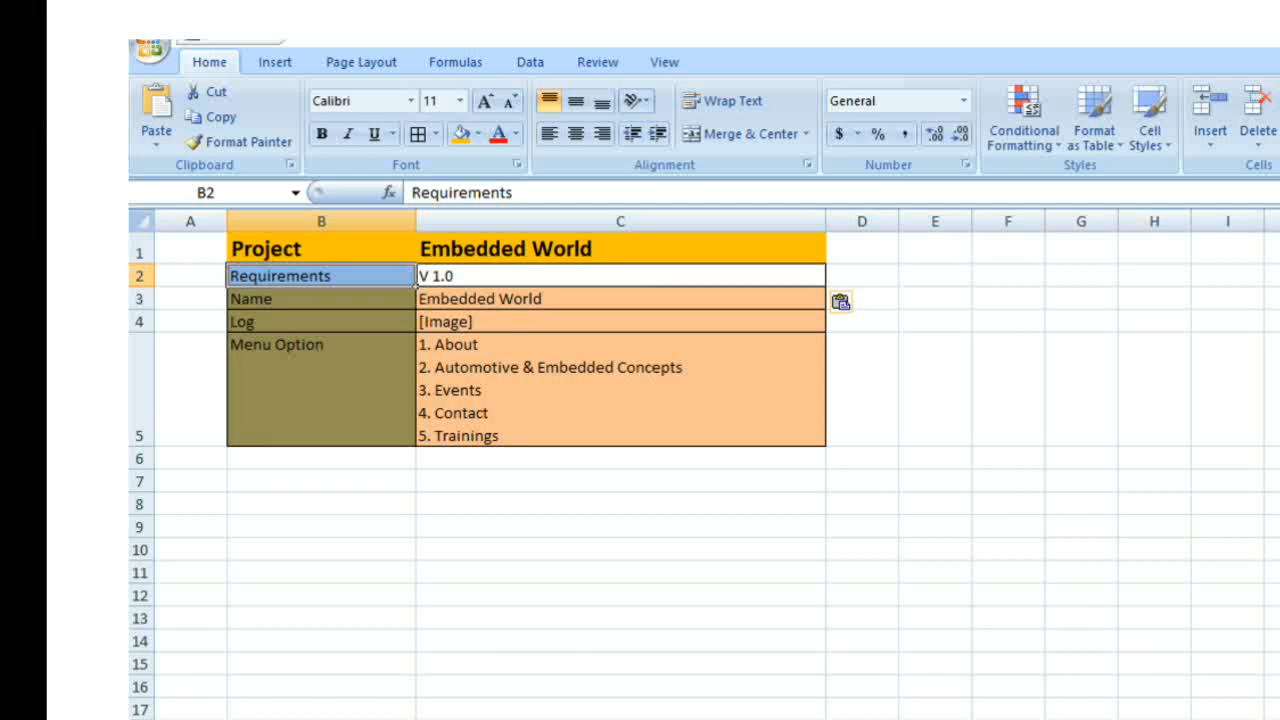 Home Insert Page Layout Formulas Data Review View
Cut
Copy
Format Painter
Paste
Clipboard
Calibri 11
B I U
Font
Wrap Text
Merge & Center
Alignment
General
$ % ,
Number
Conditional Formatting
Format as Table
Cell Styles
Styles
Insert
Delete
Cells
B2 fx Requirements
A B C D E F G H I
1 Project Embedded World
2 Requirements V 1.0
3 Name Embedded World
4 Log [Image]
5 Menu Option 1. About
2. Automotive & Embedded Concepts
3. Events
4. Contact
5. Trainings
6
7
8
9
10
11
12
13
14
15
16
17